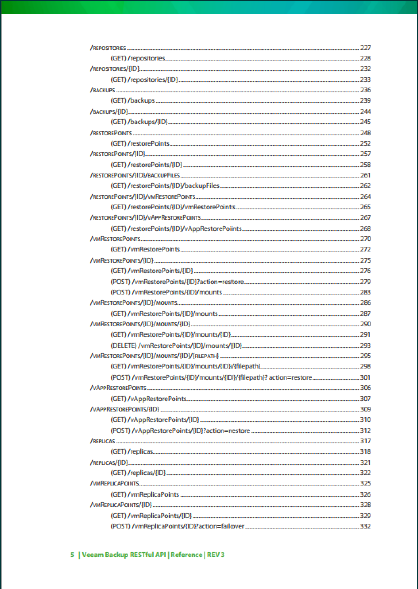 /REPOSITORIES 227
(GET) /repositories 228
/REPOSITORIES/{ID} 232
(GET) /repositories/{ID} 233
/BACKUPS 236
(GET) /backups 239
/BACKUPS/{ID} 244
(GET) /backups/{ID} 245
/RESTOREPOINTS 248
(GET) /restorePoints 252
/RESTOREPOINTS/{ID} 257
(GET) /restorePoints/{ID} 258
/RESTOREPOINTS/{ID}/BACKUPFILES 261
(GET) /restorePoints/{ID}/backupFiles 262
/RESTOREPOINTS/{ID}/VMRESTOREPOINTS 264
(GET) /restorePoints/{ID}/vmRestorePoints 265
/RESTOREPOINTS/{ID}/VAPPRESTOREPOINTS 267
(GET) /restorePoints/{ID}/vAppRestorePoints 268
/VMRESTOREPOINTS 270
(GET) /vmRestorePoints 272
/VMRESTOREPOINTS/{ID} 275
(GET) /vmRestorePoints/{ID} 276
(POST) /vmRestorePoints/{ID}?action=restore 279
(POST) /vmRestorePoints/{ID}/mounts 283
/VMRESTOREPOINTS/{ID}/MOUNTS 286
(GET) /vmRestorePoints/{ID}/mounts 287
/VMRESTOREPOINTS/{ID}/MOUNTS/{ID} 290
(GET) /vmRestorePoints/{ID}/mounts/{ID} 291
(DELETE) /vmRestorePoints/{ID}/mounts/{ID} 293
/VMRESTOREPOINTS/{ID}/MOUNTS/{ID}/{FILEPATH} 295
(GET) /vmRestorePoints/{ID}/mounts/{ID}/{filepath} 298
(POST) /vmRestorePoints/{ID}/mounts/{ID}/{filepath}? action=restore 301
/VAPPRESTOREPOINTS 306
(GET) /vAppRestorePoints 307
/VAPPRESTOREPOINTS/{ID} 309
(GET) /vAppRestorePoints/{ID} 310
(POST) /vAppRestorePoints/{ID}?action=restore 312
/REPLICAS 317
(GET) /replicas 318
/REPLICAS/{ID} 321
(GET) /replicas/{ID} 322
/VMREPLICAPOINTS 325
(GET) /vmReplicaPoints 326
/VMREPLICAPOINTS/{ID} 328
(GET) /vmReplicaPoints/{ID} 329
(POST) /vmReplicaPoints/{ID}?action=failover 332
5 | Veeam Backup RESTful API | Reference | REV 3